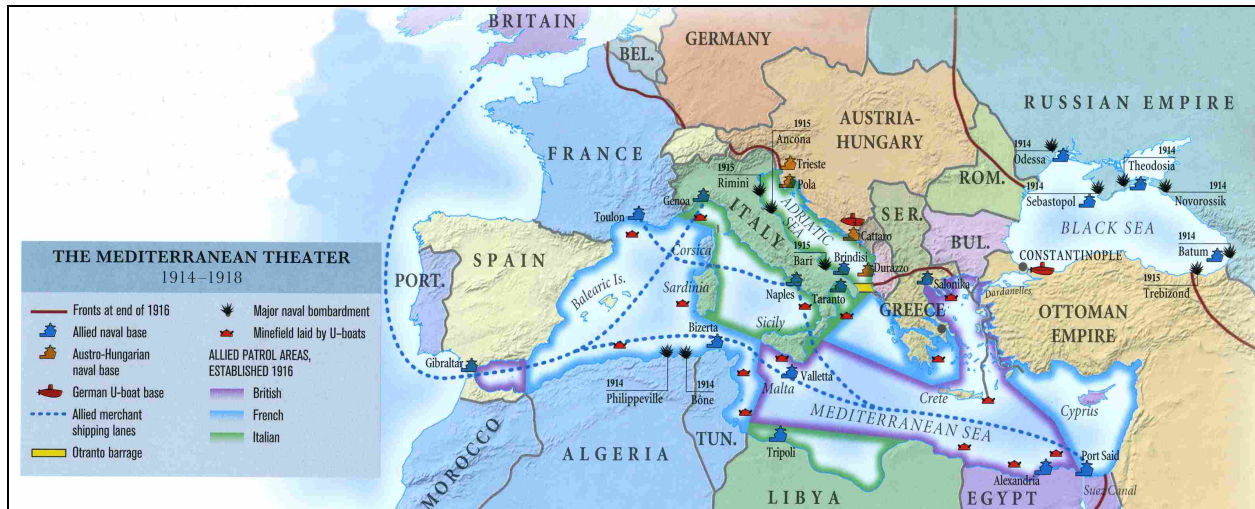 BRITAIN
GERMANY
BEL.
RUSSIAN EMPIRE
AUSTRIA-
HUNGARY
FRANCE
1915
Ancona
Trieste
1915
Rimini
Pola
ADRIATIC
SEA
ITALY
Genoa
Toulon
ROM.
SER.
BUL.
1914
Odessa
1914
Theodosia
1914
Sebastopol
1914
Novorossik
BLACK SEA
1914
Batum
1915
Trebizond
CONSTANTINOPLE
Dardanelles
OTTOMAN
EMPIRE
Cattaro
1915
Bari
Brindisi
Durazzo
Naples
Taranto
Salonika
GREECE
Corsica
Sardinia
Sicily
Balearic Is.
SPAIN
PORT.
Gibraltar
Bizerta
1914
Philippeville
1914
Bône
Malta
Valletta
Crete
Cyprus
MEDITERRANEAN SEA
TUN.
Tripoli
Alexandria
Port Said
Suez Canal
MOROCCO
ALGERIA
LIBYA
EGYPT
THE MEDITERRANEAN THEATER
1914–1918
Fronts at end of 1916
Allied naval base
Austro-Hungarian
naval base
German U-boat base
Allied merchant
shipping lanes
Otranto barrage
Major naval bombardment
Minefield laid by U-boats
ALLIED PATROL AREAS,
ESTABLISHED 1916
British
French
Italian